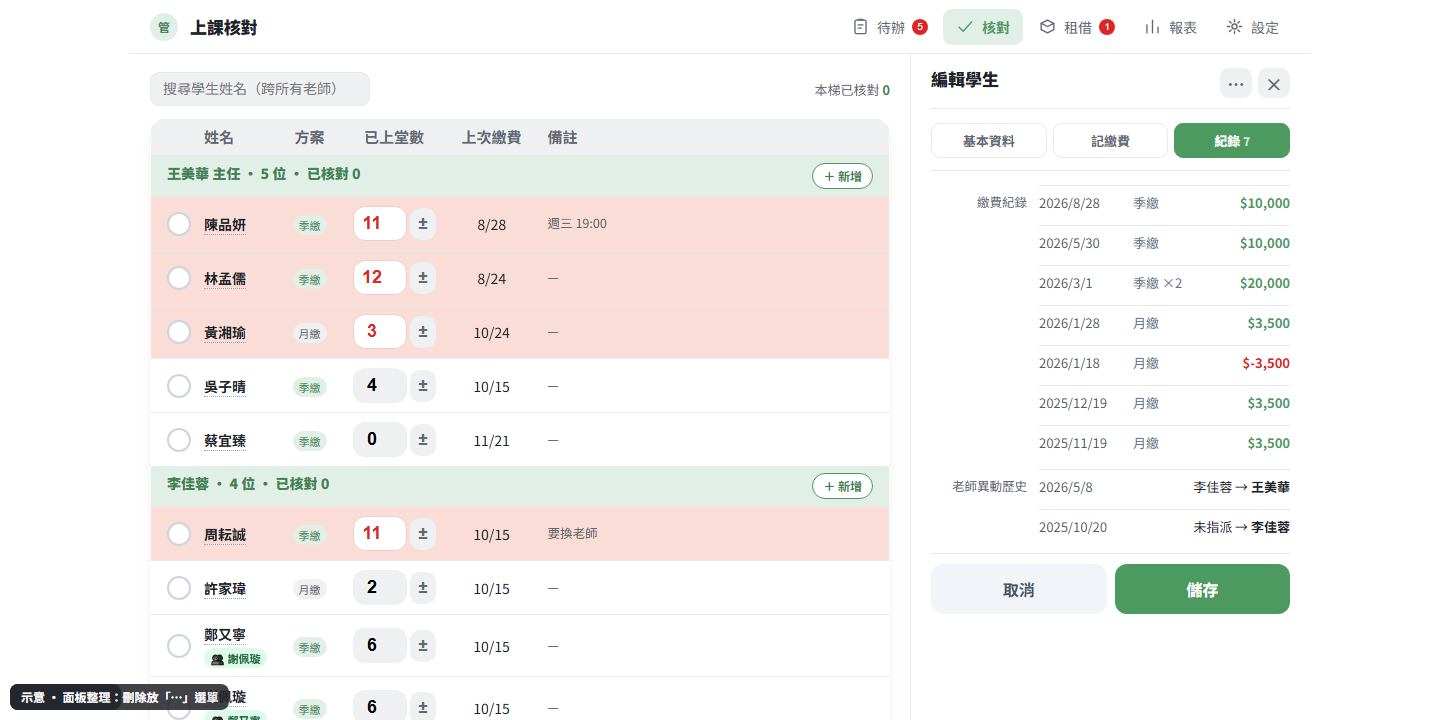 管 上課核對 待辦 5 核對 租借 1 報表 設定
搜尋學生姓名（跨所有老師） 本梯已核對 0
姓名 方案 已上堂數 上次繳費 備註
王美華 主任 • 5 位 • 已核對 0 ＋ 新增
陳品妍 季繳 11 ± 8/28 週三 19:00
林孟儒 季繳 12 ± 8/24 —
黃湘瑜 月繳 3 ± 10/24 —
吳子晴 季繳 4 ± 10/15 —
蔡宜臻 季繳 0 ± 11/21 —
李佳蓉 • 4 位 • 已核對 0 ＋ 新增
周耘誠 季繳 11 ± 10/15 要換老師
許家瑋 月繳 2 ± 10/15 —
鄭又寧 季繳 6 ± 10/15 —
謝佩璇
璇 季繳 6 ± 10/15 —
示意 • 面板整理：刪除放「⋯」選單
編輯學生 ⋯ ×
基本資料 記繳費 紀錄 7
繳費紀錄 2026/8/28 季繳 $10,000
2026/5/30 季繳 $10,000
2026/3/1 季繳 ×2 $20,000
2026/1/28 月繳 $3,500
2026/1/18 月繳 $-3,500
2025/12/19 月繳 $3,500
2025/11/19 月繳 $3,500
老師異動歷史 2026/5/8 李佳蓉 → 王美華
2025/10/20 未指派 → 李佳蓉
取消 儲存